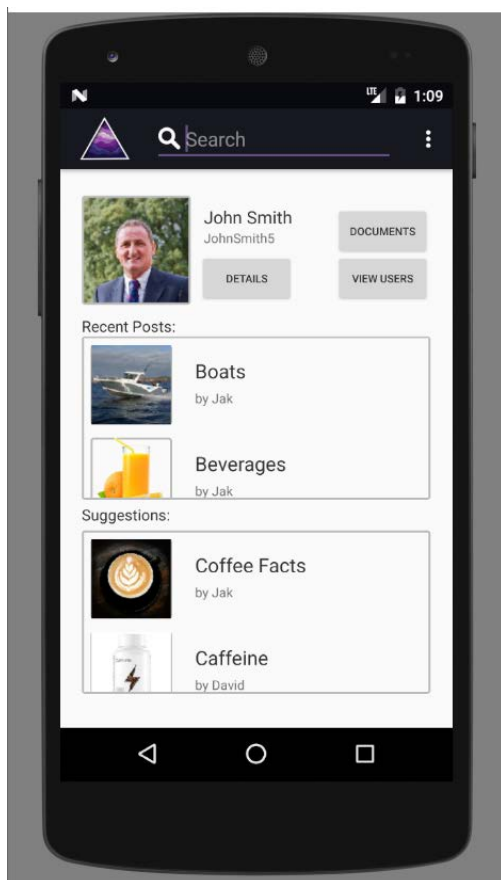 LTE 1:09
Search
John Smith
JohnSmith5
DOCUMENTS
DETAILS
VIEW USERS
Recent Posts:
Boats
by Jak
Beverages
by Jak
Suggestions:
Coffee Facts
by Jak
Caffeine
by David